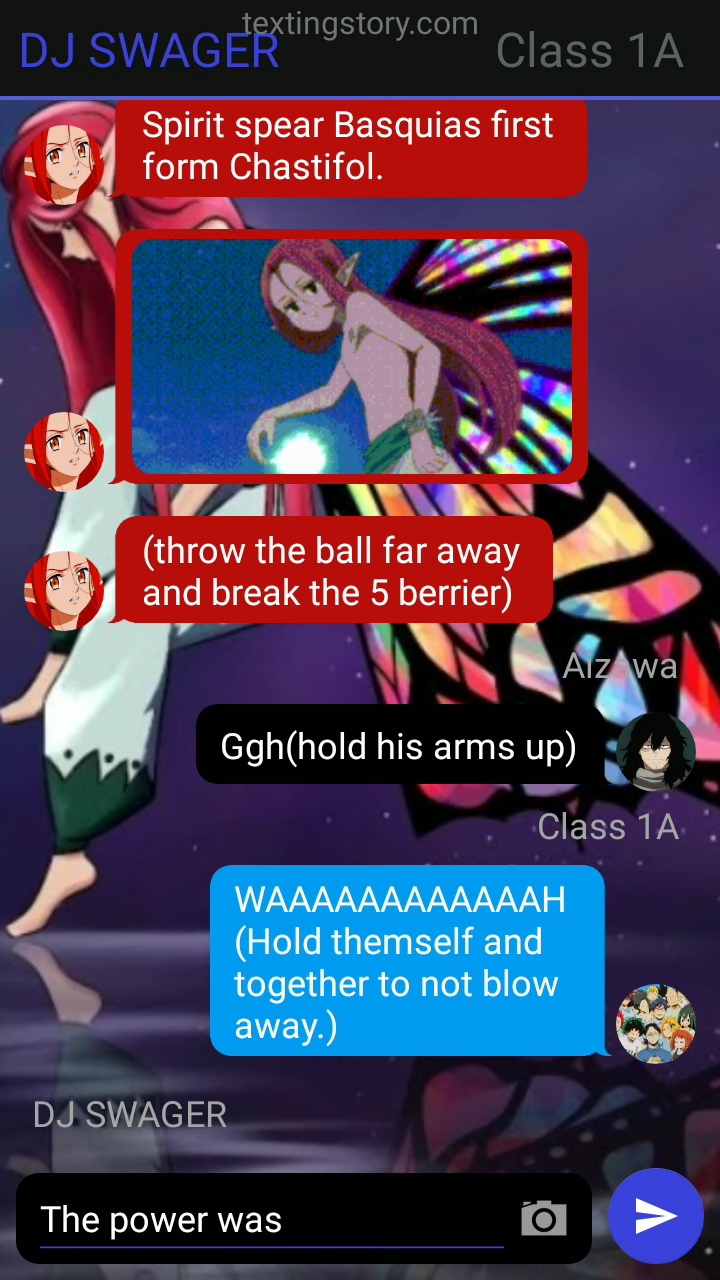 textingstory.com
DJ SWAGER
Class 1A
Spirit spear Basquias first
form Chastifol.
(throw the ball far away
and break the 5 berrier)
Aizawa
Ggh(hold his arms up)
Class 1A
WAAAAAAAAAAAAH
(Hold themself and
together to not blow
away.)
DJ SWAGER
The power was